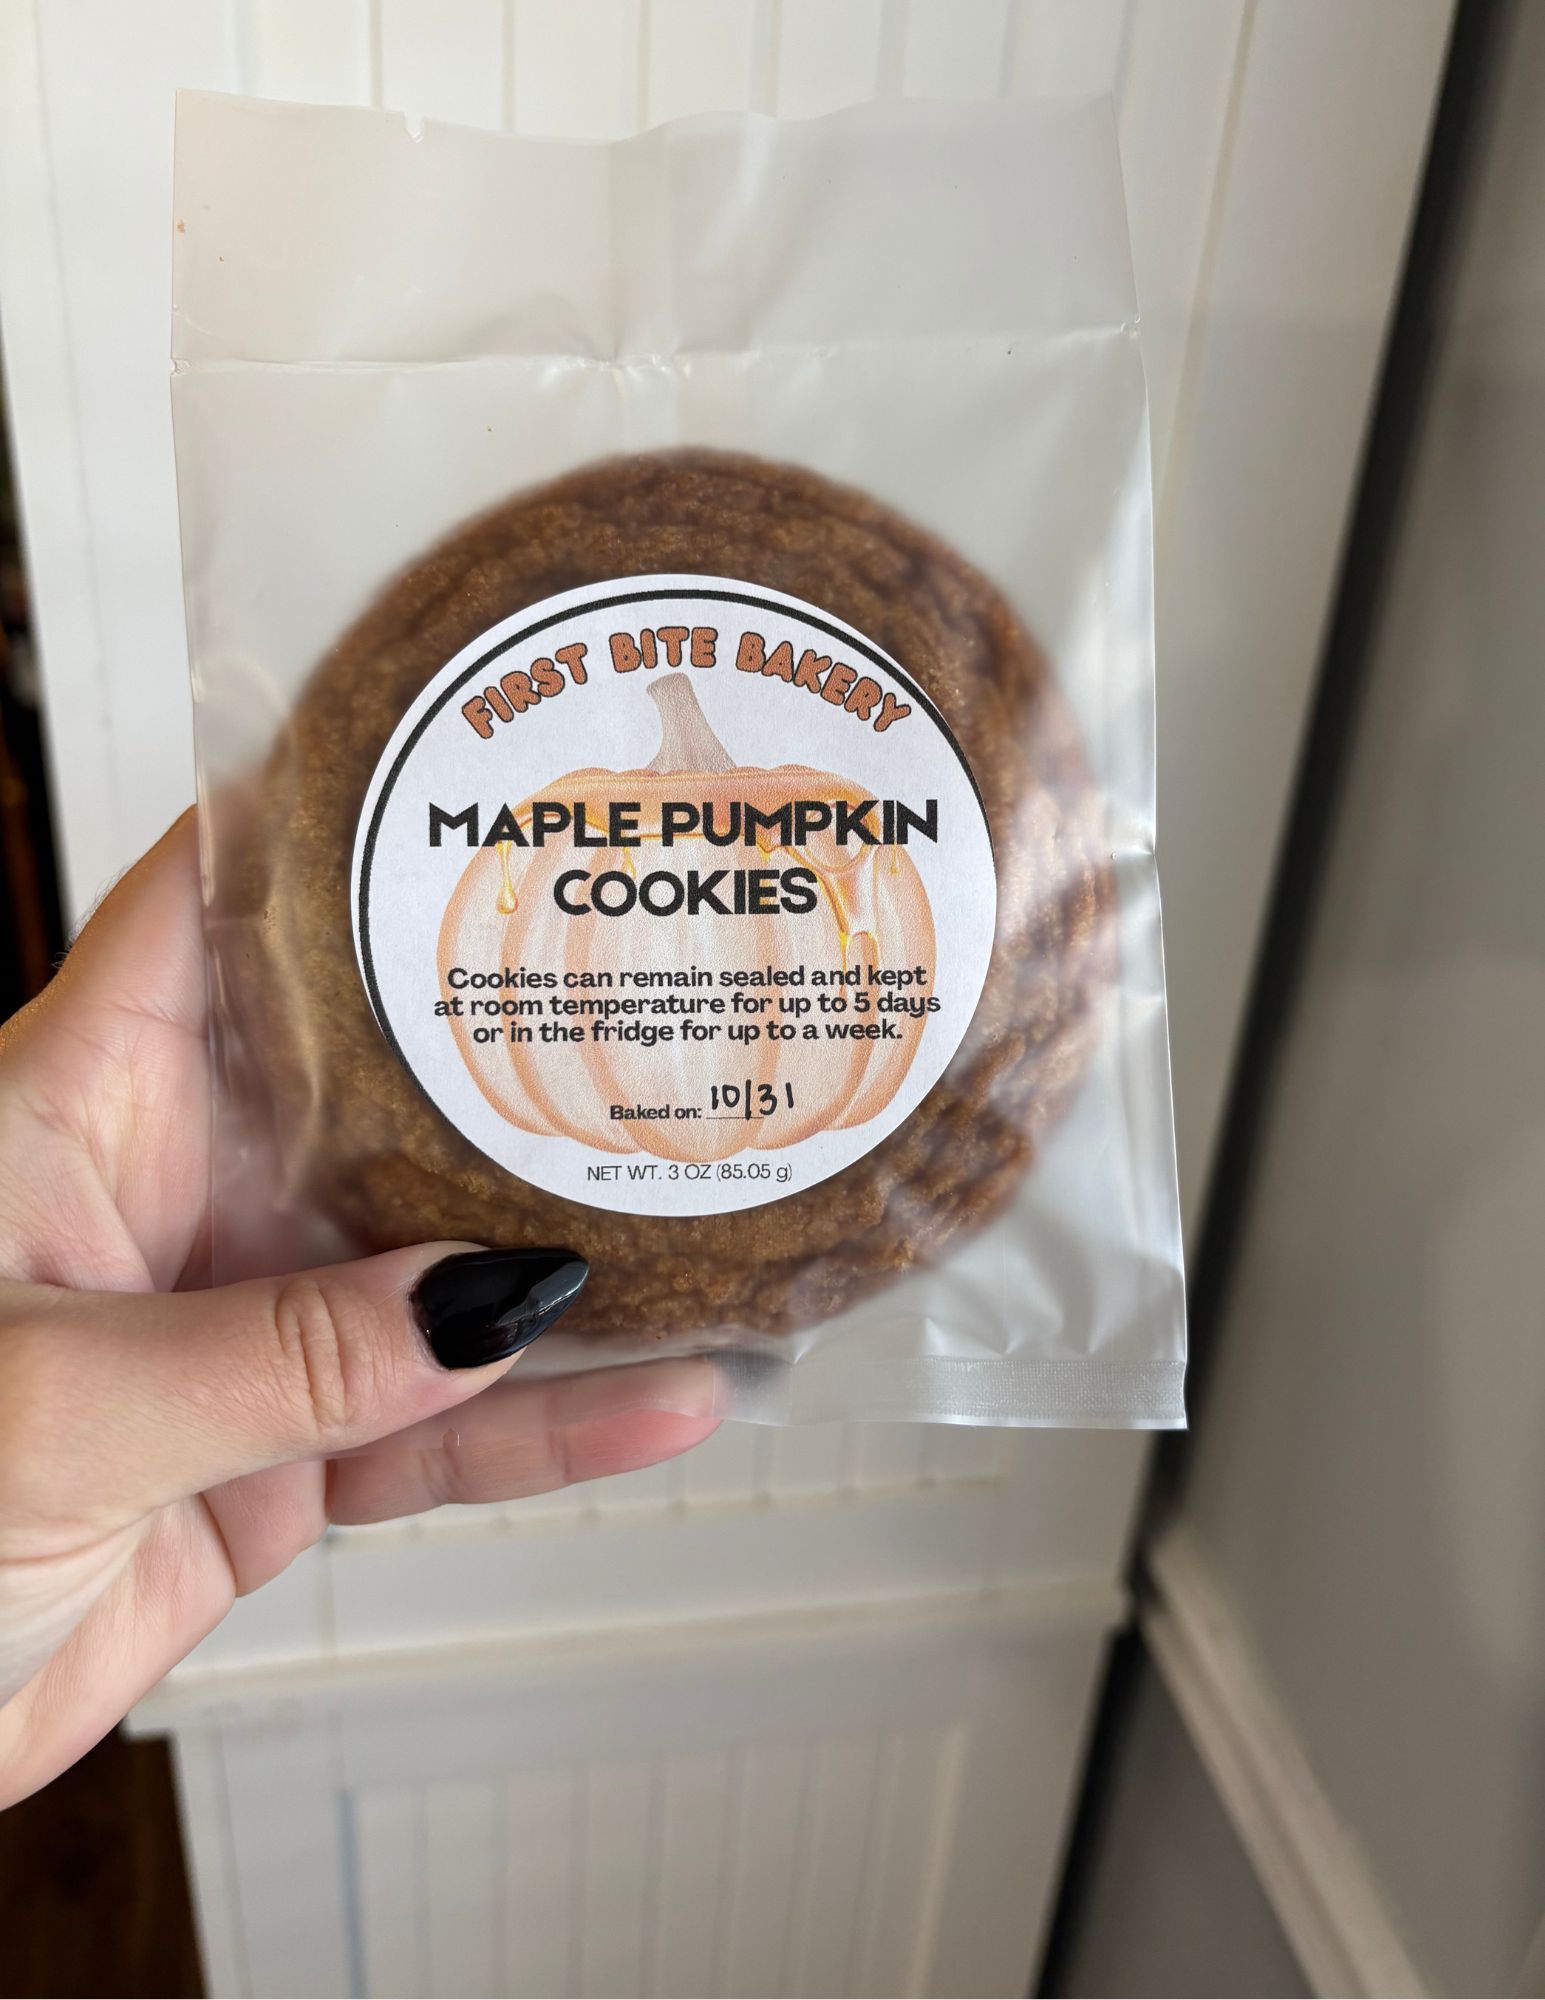 FIRST BITE BAKERY
MAPLE PUMPKIN
COOKIES
Cookies can remain sealed and kept
at room temperature for up to 5 days
or in the fridge for up to a week.
Baked on: 10/31
NET WT. 3 OZ (85.05 g)